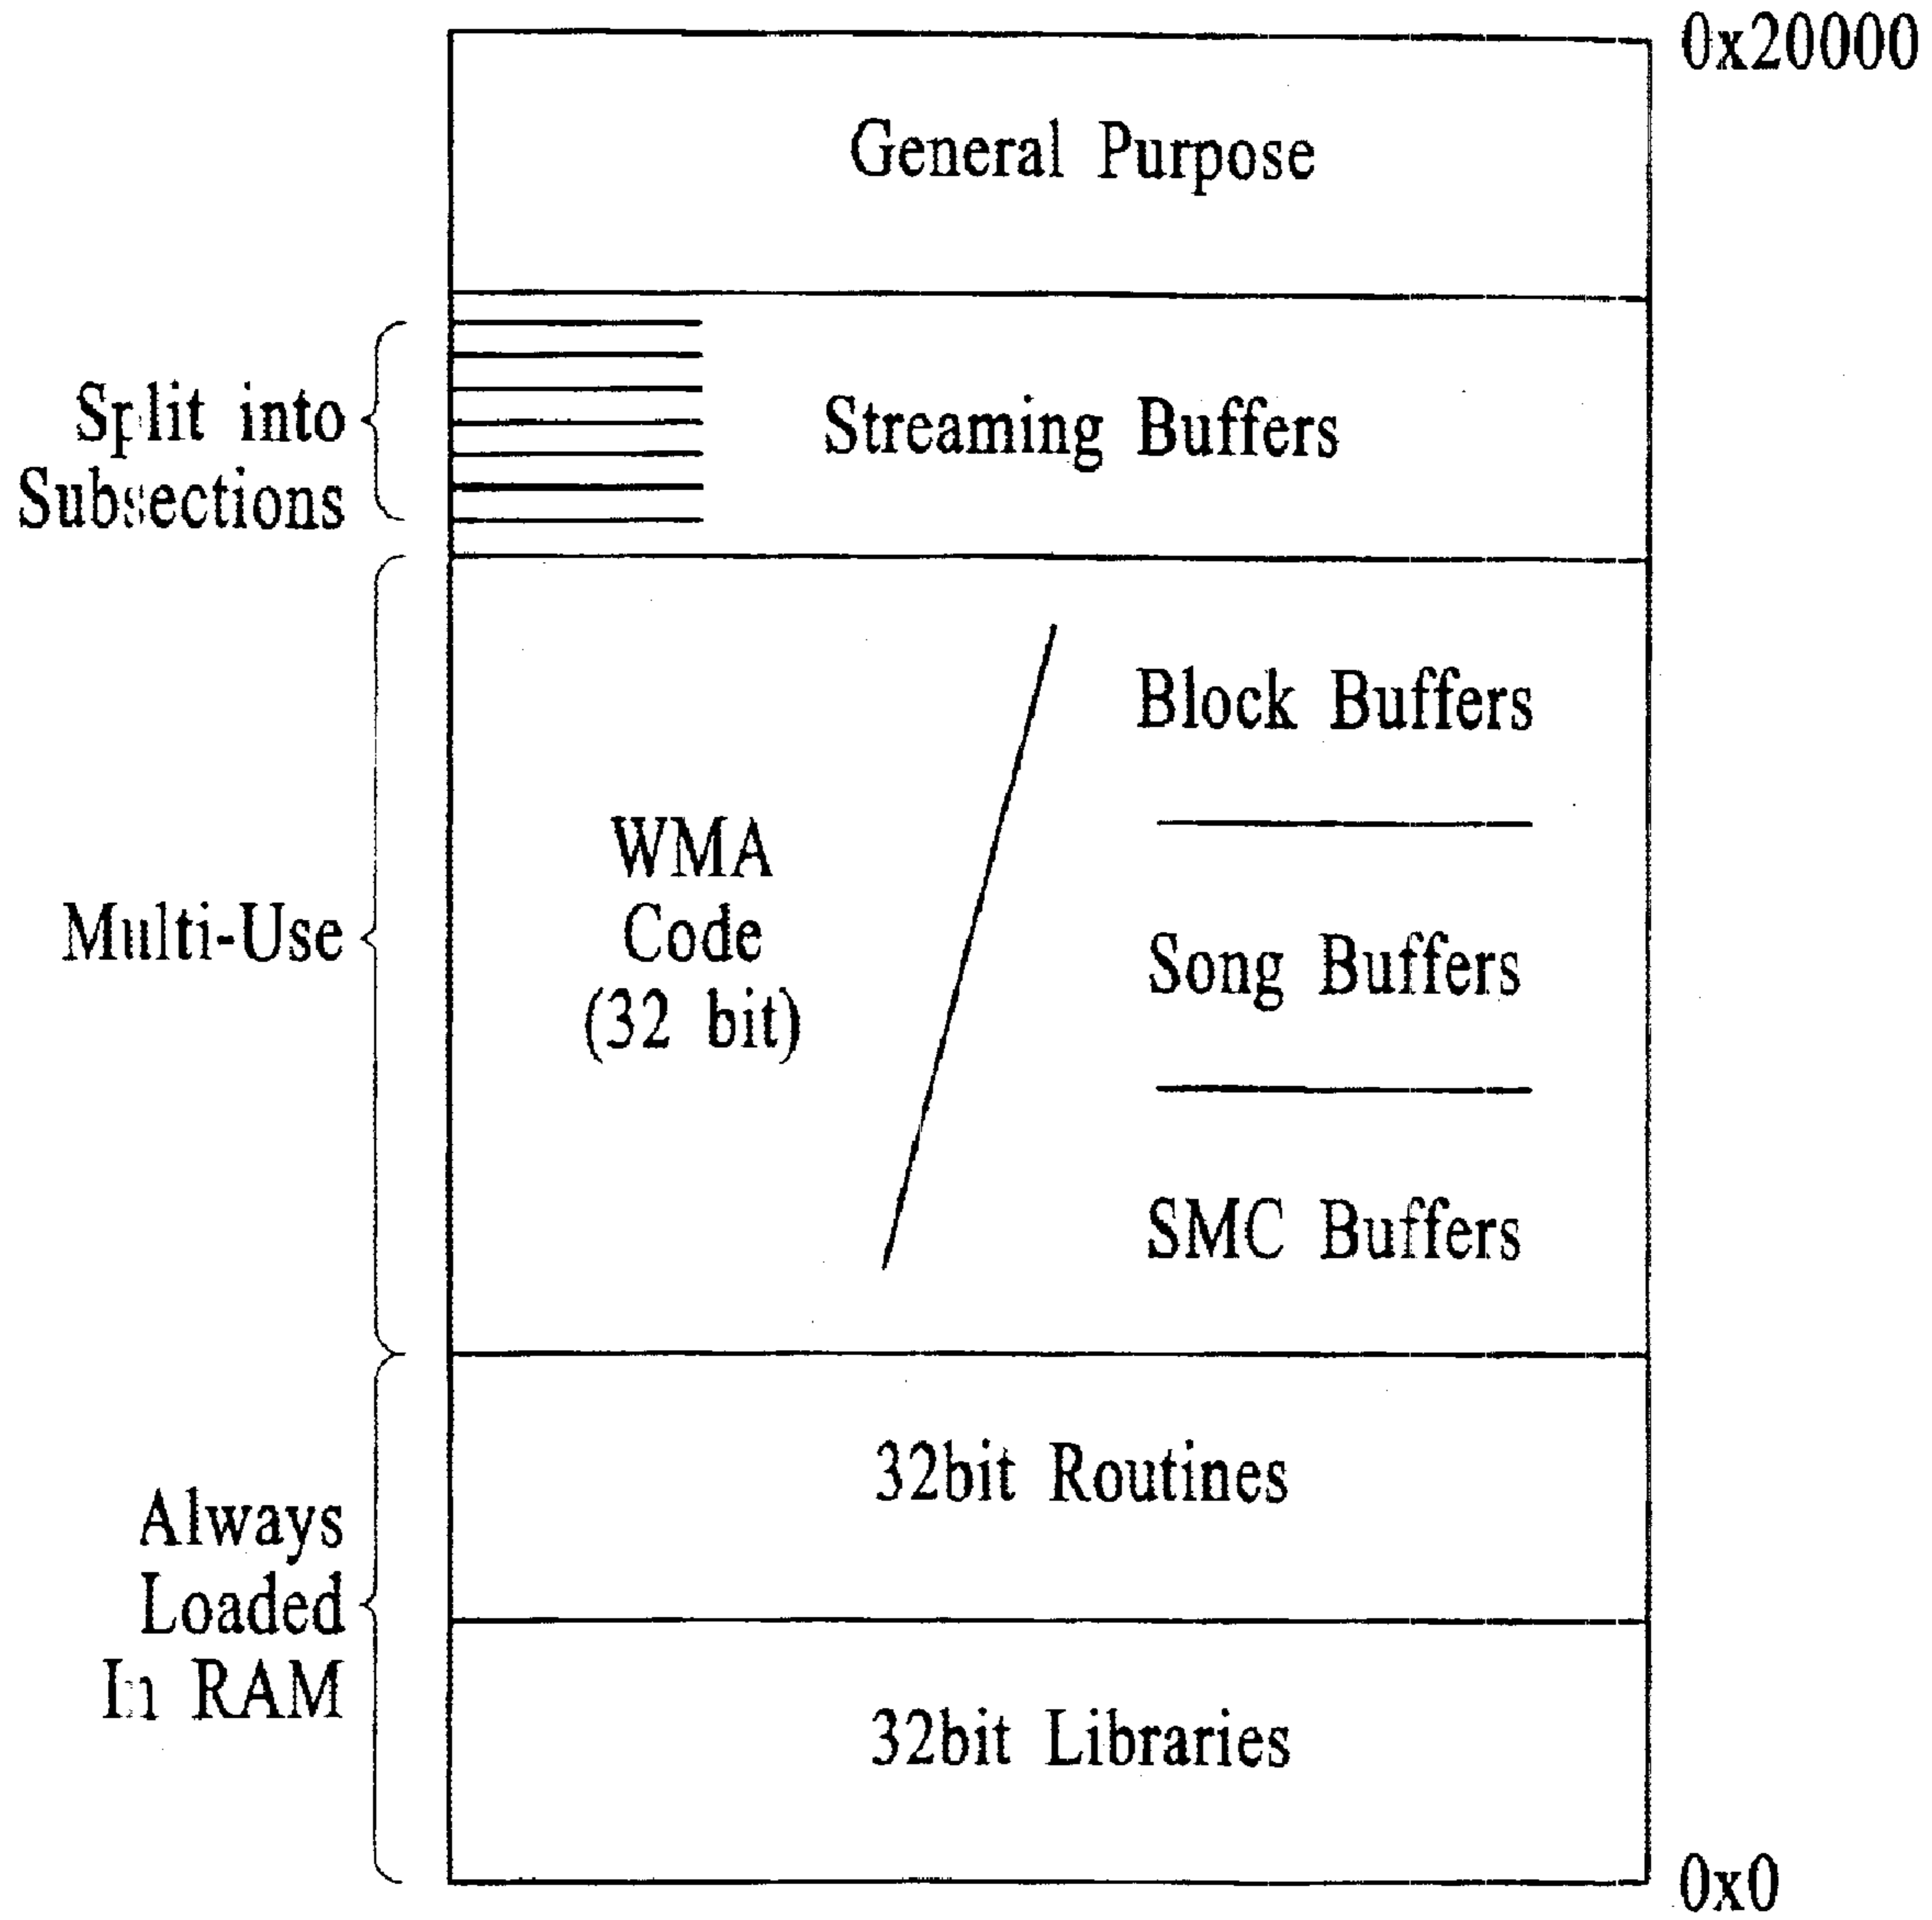 0x20000
General Purpose
Split into
Subsections
Streaming Buffers
Multi-Use
WMA
Code
(32 bit)
Block Buffers
Song Buffers
SMC Buffers
Always
Loaded
In RAM
32bit Routines
32bit Libraries
0x0